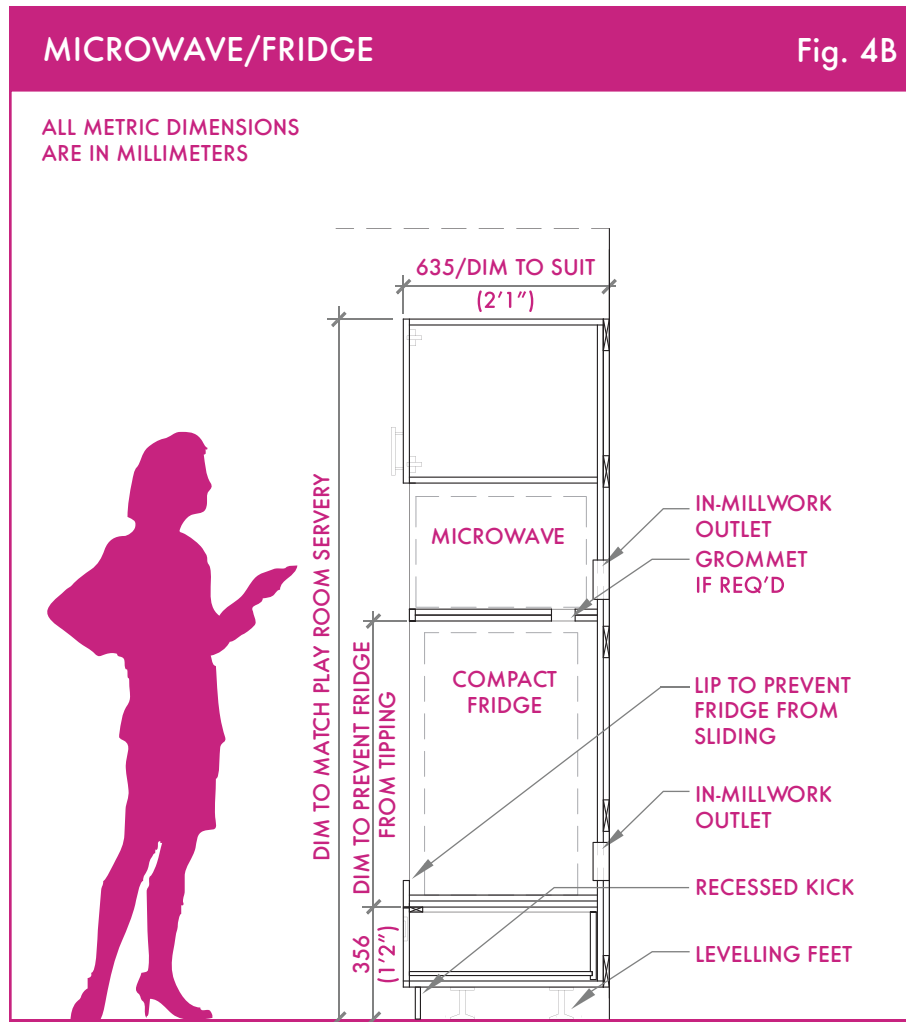 MICROWAVE/FRIDGE
Fig. 4B
ALL METRIC DIMENSIONS
ARE IN MILLIMETERS
635/DIM TO SUIT
(2'1")
DIM TO MATCH PLAY ROOM SERVERY
MICROWAVE
IN-MILLWORK
OUTLET
GROMMET
IF REQ'D
DIM TO PREVENT FRIDGE
FROM TIPPING
COMPACT
FRIDGE
LIP TO PREVENT
FRIDGE FROM
SLIDING
IN-MILLWORK
OUTLET
RECESSED KICK
356
(1'2")
LEVELLING FEET